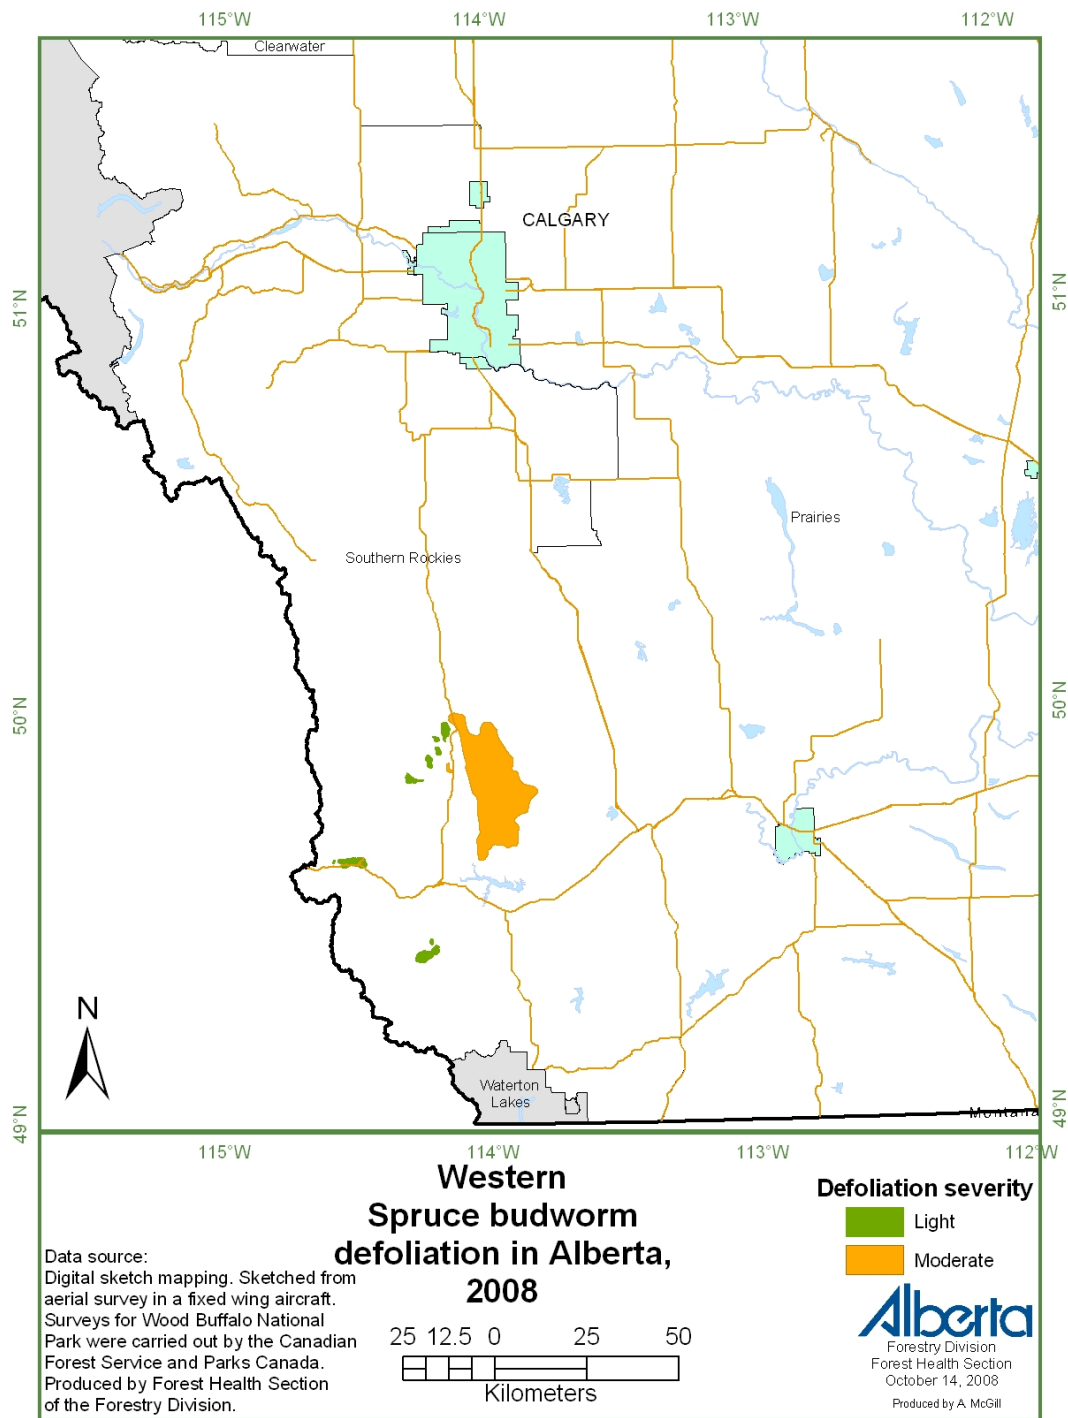 115°W
114°W
113°W
112°W
Clearwater
CALGARY
51°N
51°N
Prairies
Southern Rockies
50°N
50°N
N
Waterton
Lakes
49°N
49°N
Montana
115°W
114°W
113°W
112°W
Western
Spruce budworm
defoliation in Alberta,
2008
Defoliation severity
Light
Moderate
Data source:
Digital sketch mapping. Sketched from
aerial survey in a fixed wing aircraft.
Surveys for Wood Buffalo National
Park were carried out by the Canadian
Forest Service and Parks Canada.
Produced by Forest Health Section
of the Forestry Division.
25 12.5 0 25 50
Kilometers
Alberta
Forestry Division
Forest Health Section
October 14, 2008
Produced by A. McGill